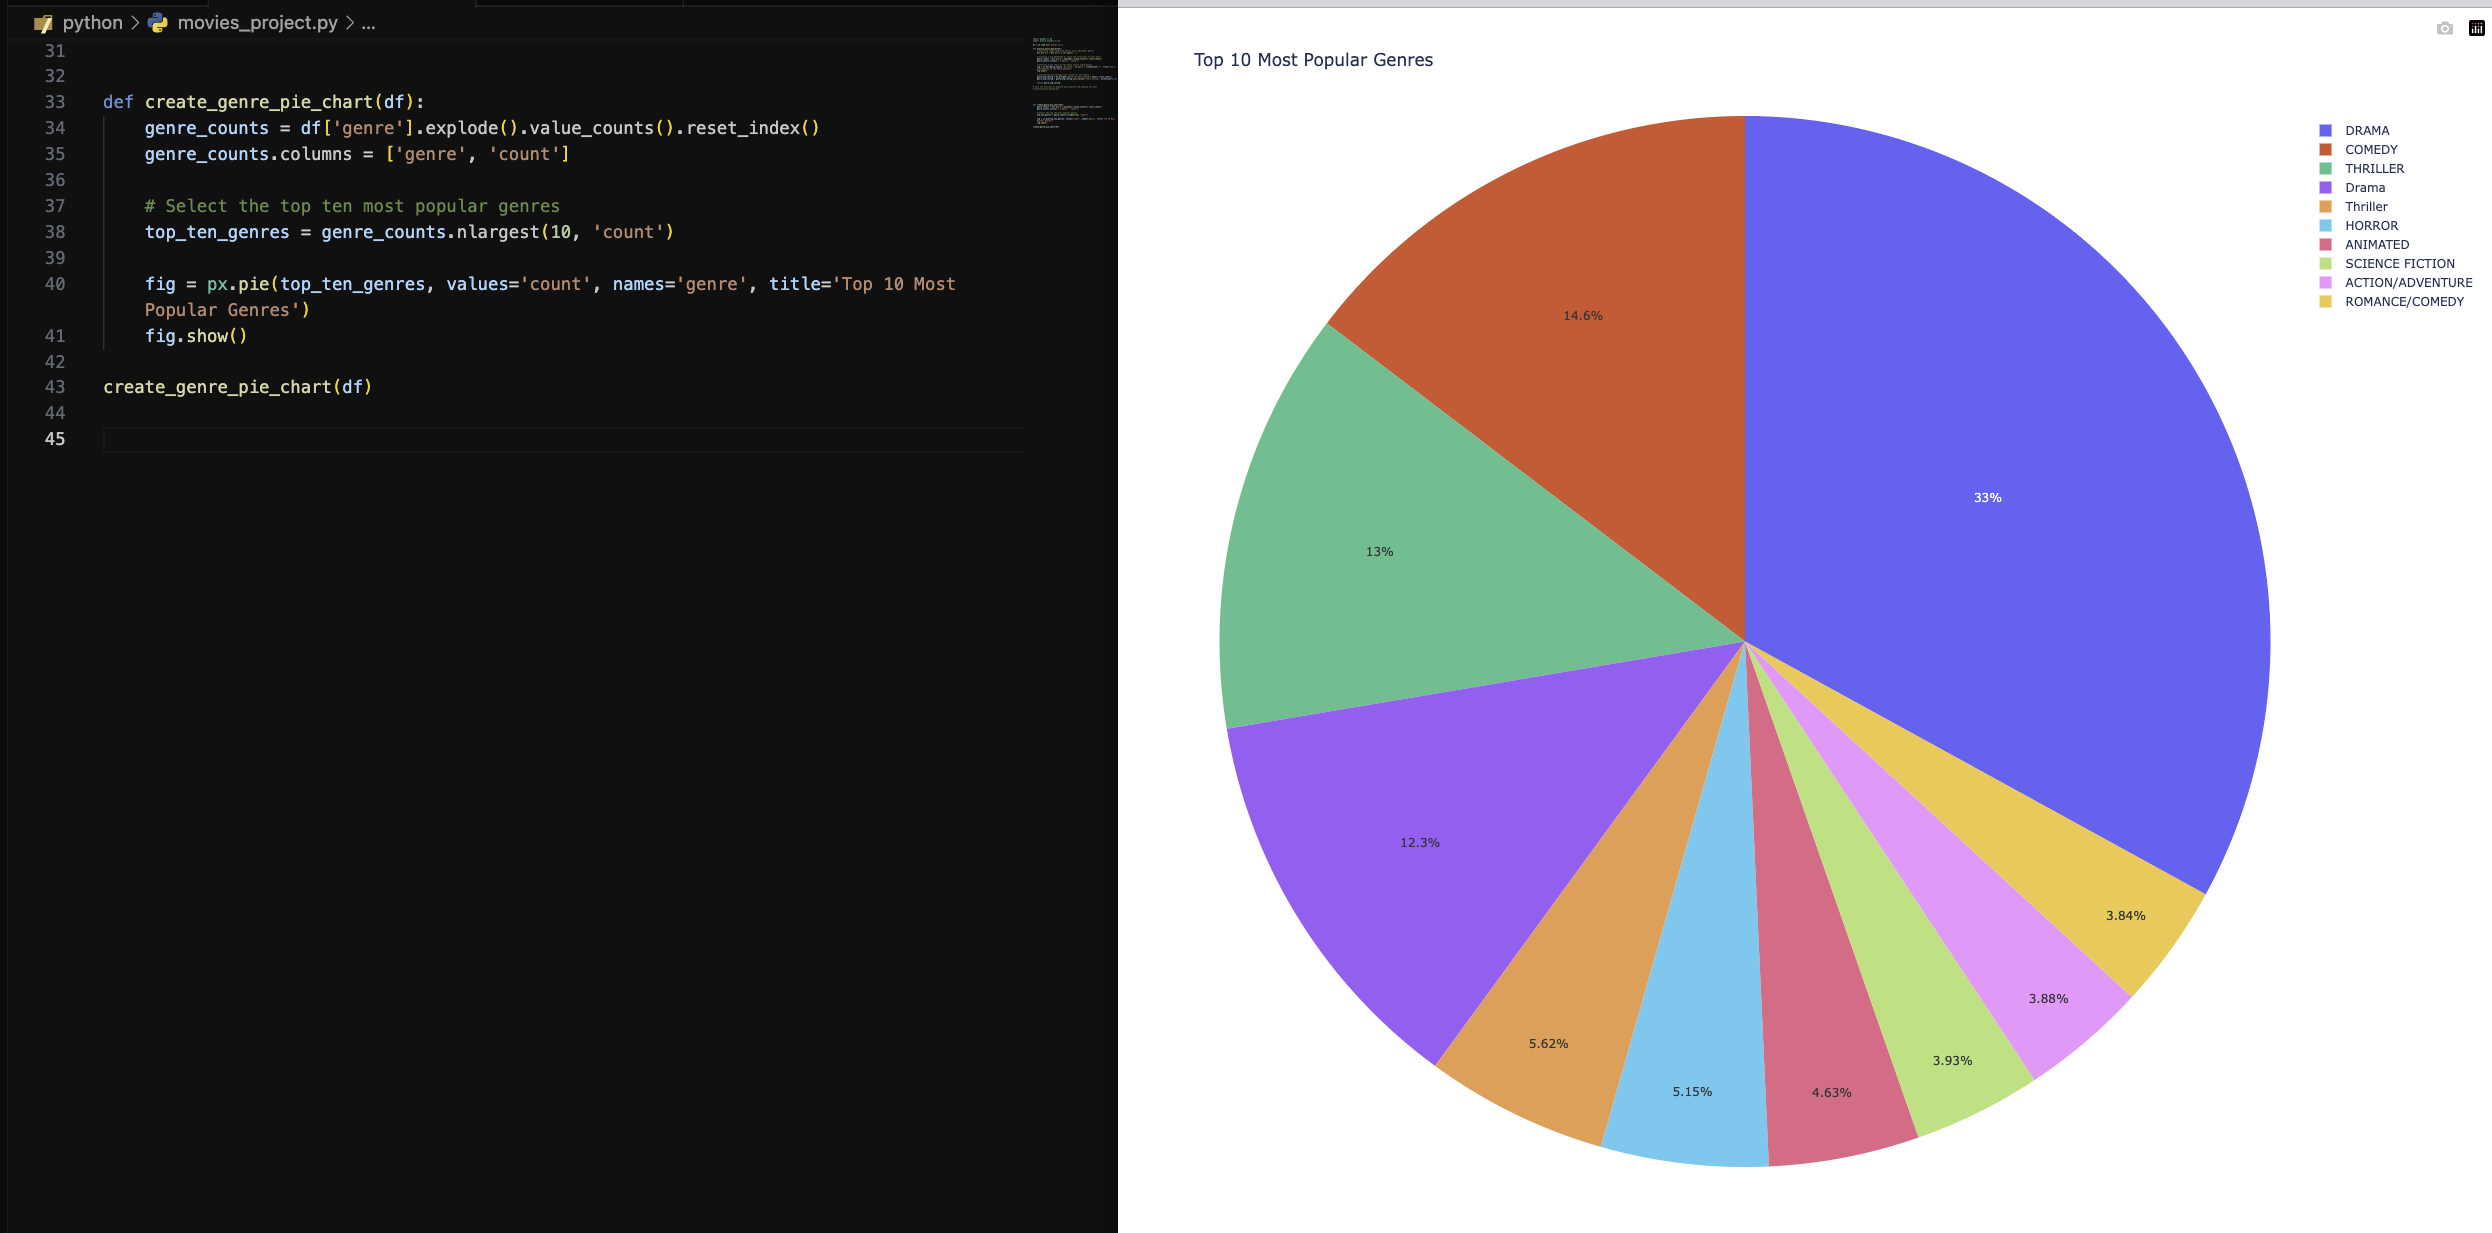 python > movies_project.py > ...
31
32
33 def create_genre_pie_chart(df):
34     genre_counts = df['genre'].explode().value_counts().reset_index()
35     genre_counts.columns = ['genre', 'count']
36
37     # Select the top ten most popular genres
38     top_ten_genres = genre_counts.nlargest(10, 'count')
39
40     fig = px.pie(top_ten_genres, values='count', names='genre', title='Top 10 Most
    Popular Genres')
41     fig.show()
42
43 create_genre_pie_chart(df)
44
45
Top 10 Most Popular Genres
DRAMA
COMEDY
THRILLER
Drama
Thriller
HORROR
ANIMATED
SCIENCE FICTION
ACTION/ADVENTURE
ROMANCE/COMEDY
14.6%
33%
13%
12.3%
3.84%
3.88%
5.62%
3.93%
5.15%
4.63%